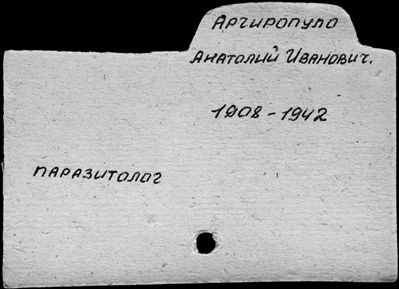 Аргиропуло
Анатолий Иванович.
1908-1942
паразитолог